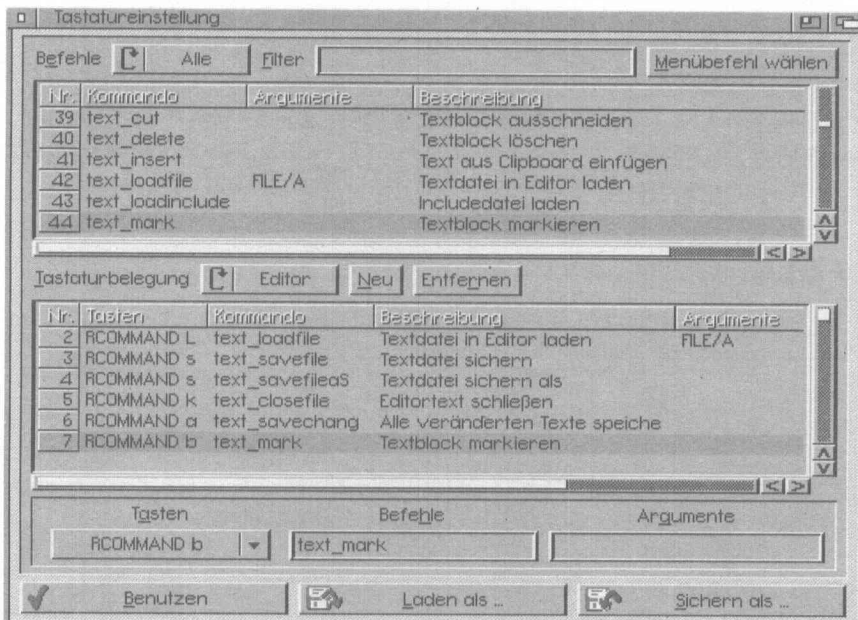 Tastatureinstellung
Befehle Alle Filter Menübefehl wählen
Nr. Kommando Argumente Beschreibung
39 text_cut Textblock ausschneiden
40 text_delete Textblock löschen
41 text_insert Text aus Clipboard einfügen
42 text_loadfile FILE/A Textdatei in Editor laden
43 text_loadinclude Includedatei laden
44 text_mark Textblock markieren
Tastaturbelegung Editor Neu Entfernen
Nr. Tasten Kommando Beschreibung Argumente
2 RCOMMAND L text_loadfile Textdatei in Editor laden FILE/A
3 RCOMMAND s text_savefile Textdatei sichern
4 RCOMMAND s text_savefileaS Textdatei sichern als
5 RCOMMAND k text_closefile Editortext schließen
6 RCOMMAND a text_savechang Alle veränderten Texte speiche
7 RCOMMAND b text_mark Textblock markieren
Tasten Befehle Argumente
RCOMMAND b text_mark
Benutzen Laden als ... Sichern als ...